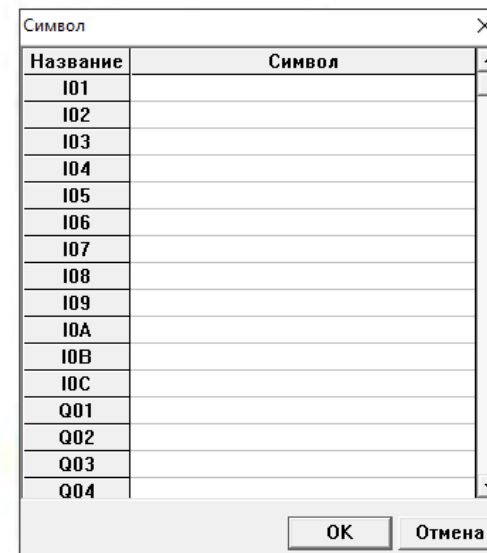 Символ
Название Символ
I01
I02
I03
I04
I05
I06
I07
I08
I09
I0A
I0B
I0C
Q01
Q02
Q03
Q04
OK Отмена